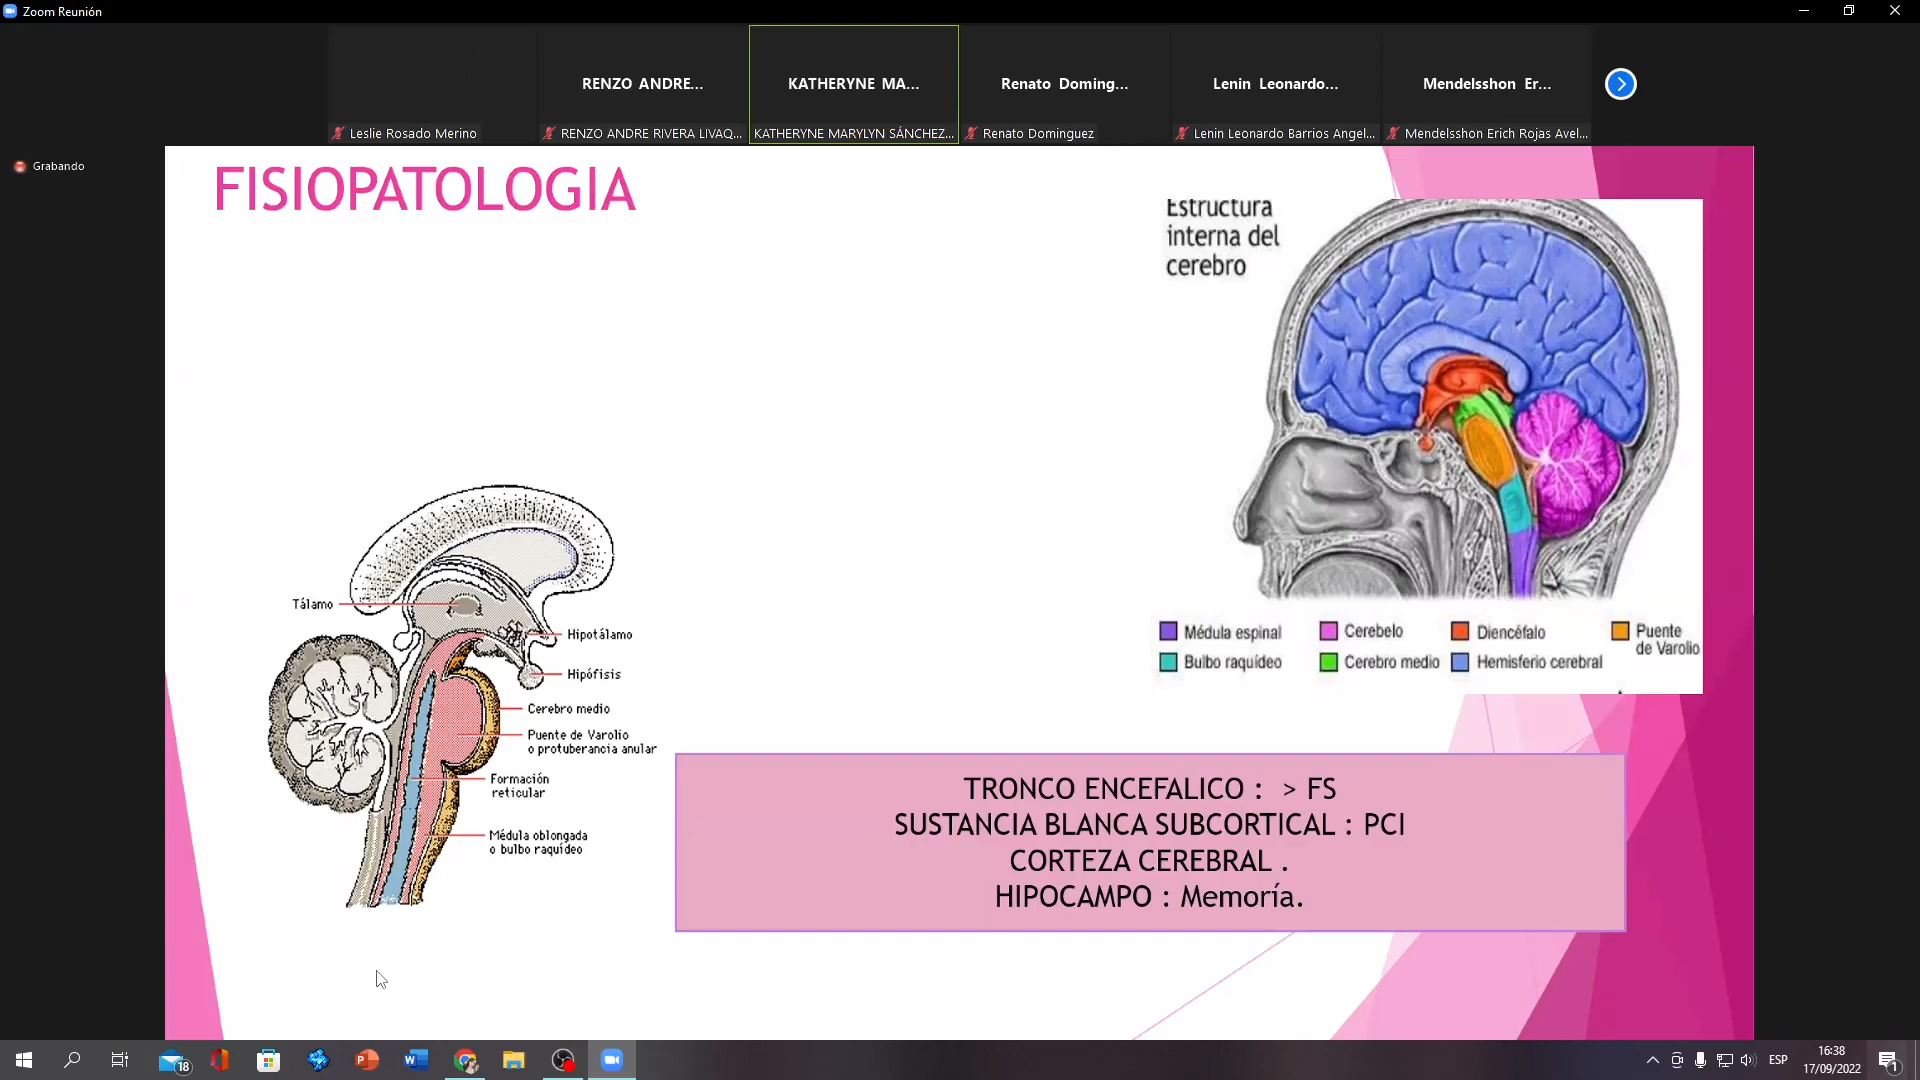 Zoom Reunión
RENZO ANDRE...
KATHERYNE MA...
Renato Doming...
Lenin Leonardo...
Mendelsshon Er...
Leslie Rosado Merino
RENZO ANDRE RIVERA LIVAQ...
KATHERYNE MARYLYN SÁNCHEZ...
Renato Dominguez
Lenin Leonardo Barrios Angel...
Mendelsshon Erich Rojas Avel...
Grabando
FISIOPATOLOGIA
Estructura
interna del
cerebro
Médula espinal
Cerebelo
Diencéfalo
Puente
de Varolio
Bulbo raquídeo
Cerebro medio
Hemisferio cerebral
Tálamo
Hipotálamo
Hipófisis
Cerebro medio
Puente de Varolio
o protuberancia anular
Formación
reticular
Médula oblongada
o bulbo raquídeo
TRONCO ENCEFALICO : > FS
SUSTANCIA BLANCA SUBCORTICAL : PCI
CORTEZA CEREBRAL .
HIPOCAMPO : Memoría.
18
ESP
16:38
17/09/2022
1